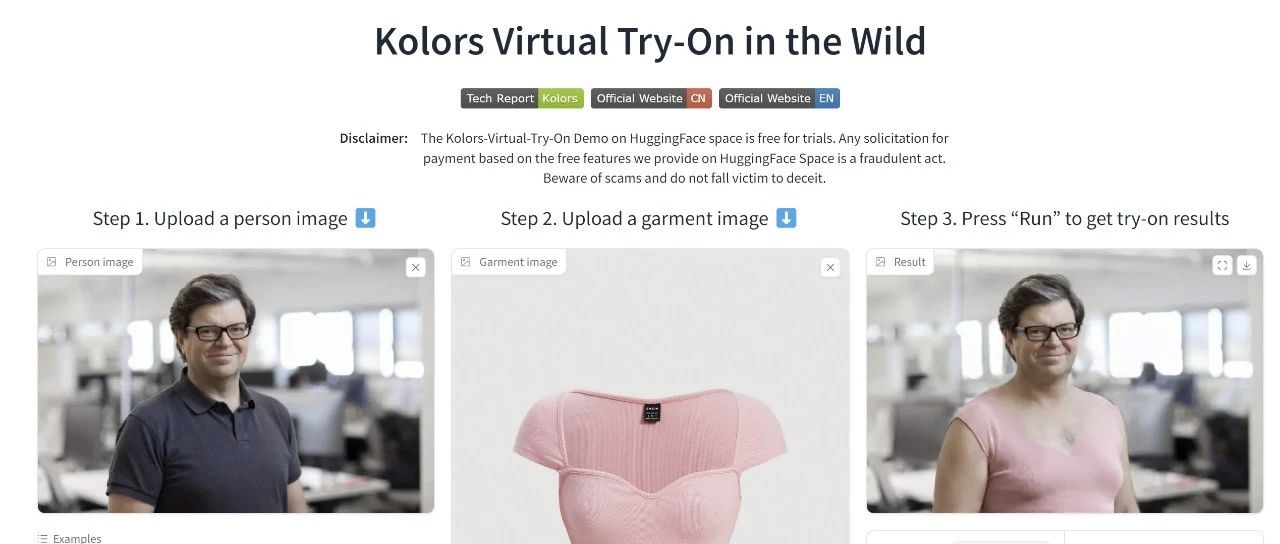 Kolors Virtual Try-On in the Wild
Tech Report Kolors Official Website CN Official Website EN
Disclaimer: The Kolors-Virtual-Try-On Demo on HuggingFace space is free for trials. Any solicitation for
payment based on the free features we provide on HuggingFace Space is a fraudulent act.
Beware of scams and do not fall victim to deceit.
Step 1. Upload a person image
Step 2. Upload a garment image
Step 3. Press “Run” to get try-on results
Person image
Garment image
Result
Examples